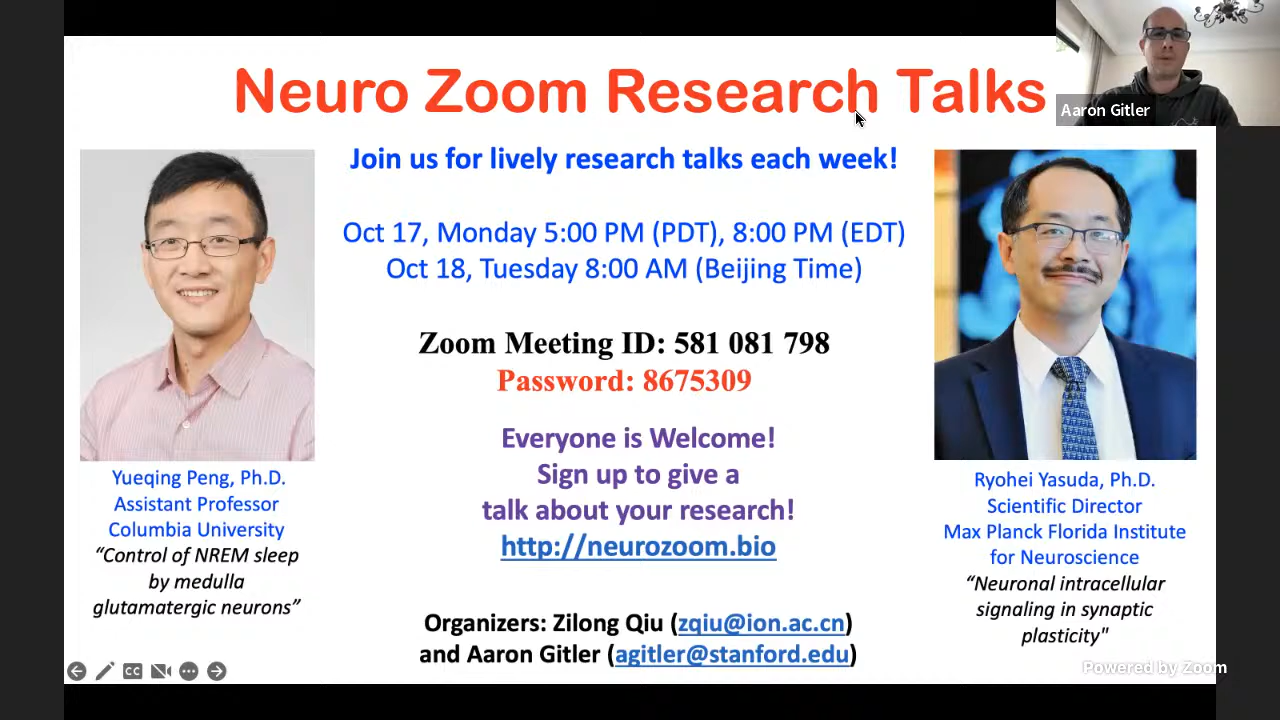 Neuro Zoom Research Talks
Aaron Gitler
Join us for lively research talks each week!
Oct 17, Monday 5:00 PM (PDT), 8:00 PM (EDT)
Oct 18, Tuesday 8:00 AM (Beijing Time)
Zoom Meeting ID: 581 081 798
Password: 8675309
Everyone is Welcome!
Sign up to give a
talk about your research!
http://neurozoom.bio
Organizers: Zilong Qiu (zqiu@ion.ac.cn)
and Aaron Gitler (agitler@stanford.edu)
Yueqing Peng, Ph.D.
Assistant Professor
Columbia University
“Control of NREM sleep
by medulla
glutamatergic neurons”
Ryohei Yasuda, Ph.D.
Scientific Director
Max Planck Florida Institute
for Neuroscience
“Neuronal intracellular
signaling in synaptic
plasticity"
CC
Powered by Zoom